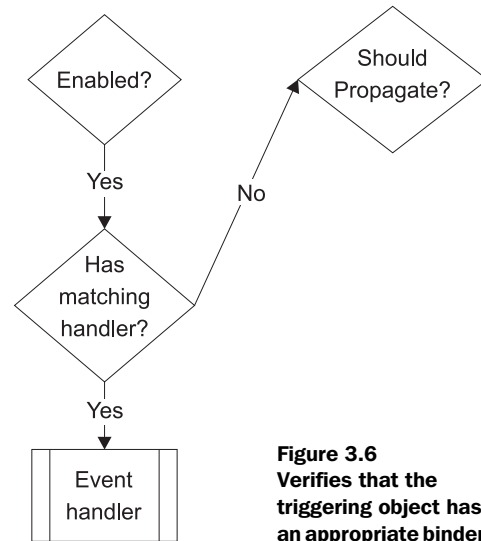 Enabled?
Should
Propagate?
Yes
No
Has
matching
handler?
Yes
Event
handler
Figure 3.6
Verifies that the
triggering object has
an appropriate binder